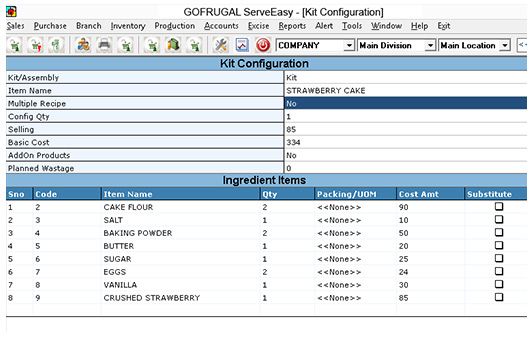 GOFRUGAL ServeEasy - [Kit Configuration]
Sales Purchase Branch Inventory Production Accounts Excise Reports Alert Tools Window Help Exit
COMPANY Main Division Main Location <-
Kit Configuration
Kit/Assembly Kit
Item Name STRAWBERRY CAKE
Multiple Recipe No
Config Qty 1
Selling 85
Basic Cost 334
AddOn Products No
Planned Wastage 0
Ingredient Items
Sno Code Item Name Qty Packing/UOM Cost Amt Substitute
1 2 CAKE FLOUR 2 <<None>> 90
2 3 SALT 1 <<None>> 10
3 4 BAKING POWDER 2 <<None>> 50
4 5 BUTTER 1 <<None>> 20
5 6 SUGAR 1 <<None>> 25
6 7 EGGS 2 <<None>> 24
7 8 VANILLA 1 <<None>> 30
8 9 CRUSHED STRAWBERRY 1 <<None>> 85